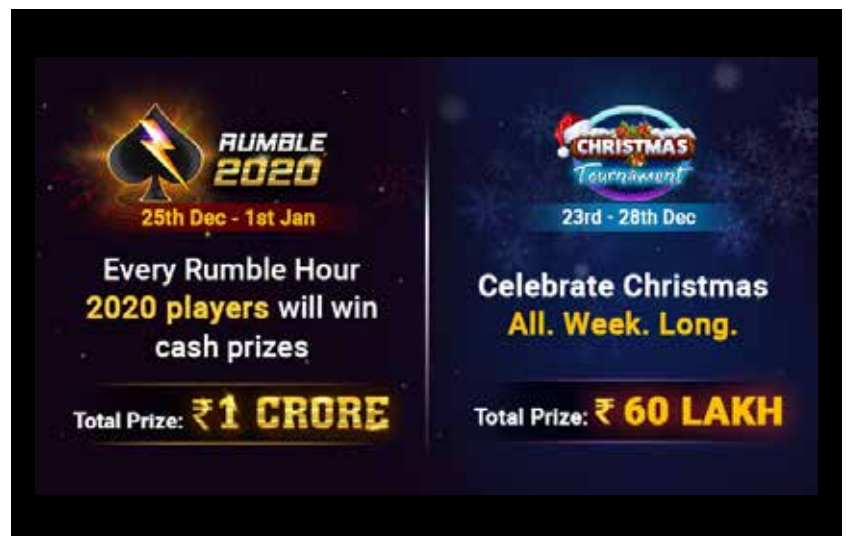 RUMBLE
2020
25th Dec - 1st Jan
Every Rumble Hour
2020 players will win
cash prizes
Total Prize: ₹1 CRORE
CHRISTMAS
Tournament
23rd - 28th Dec
Celebrate Christmas
All. Week. Long.
Total Prize: ₹ 60 LAKH